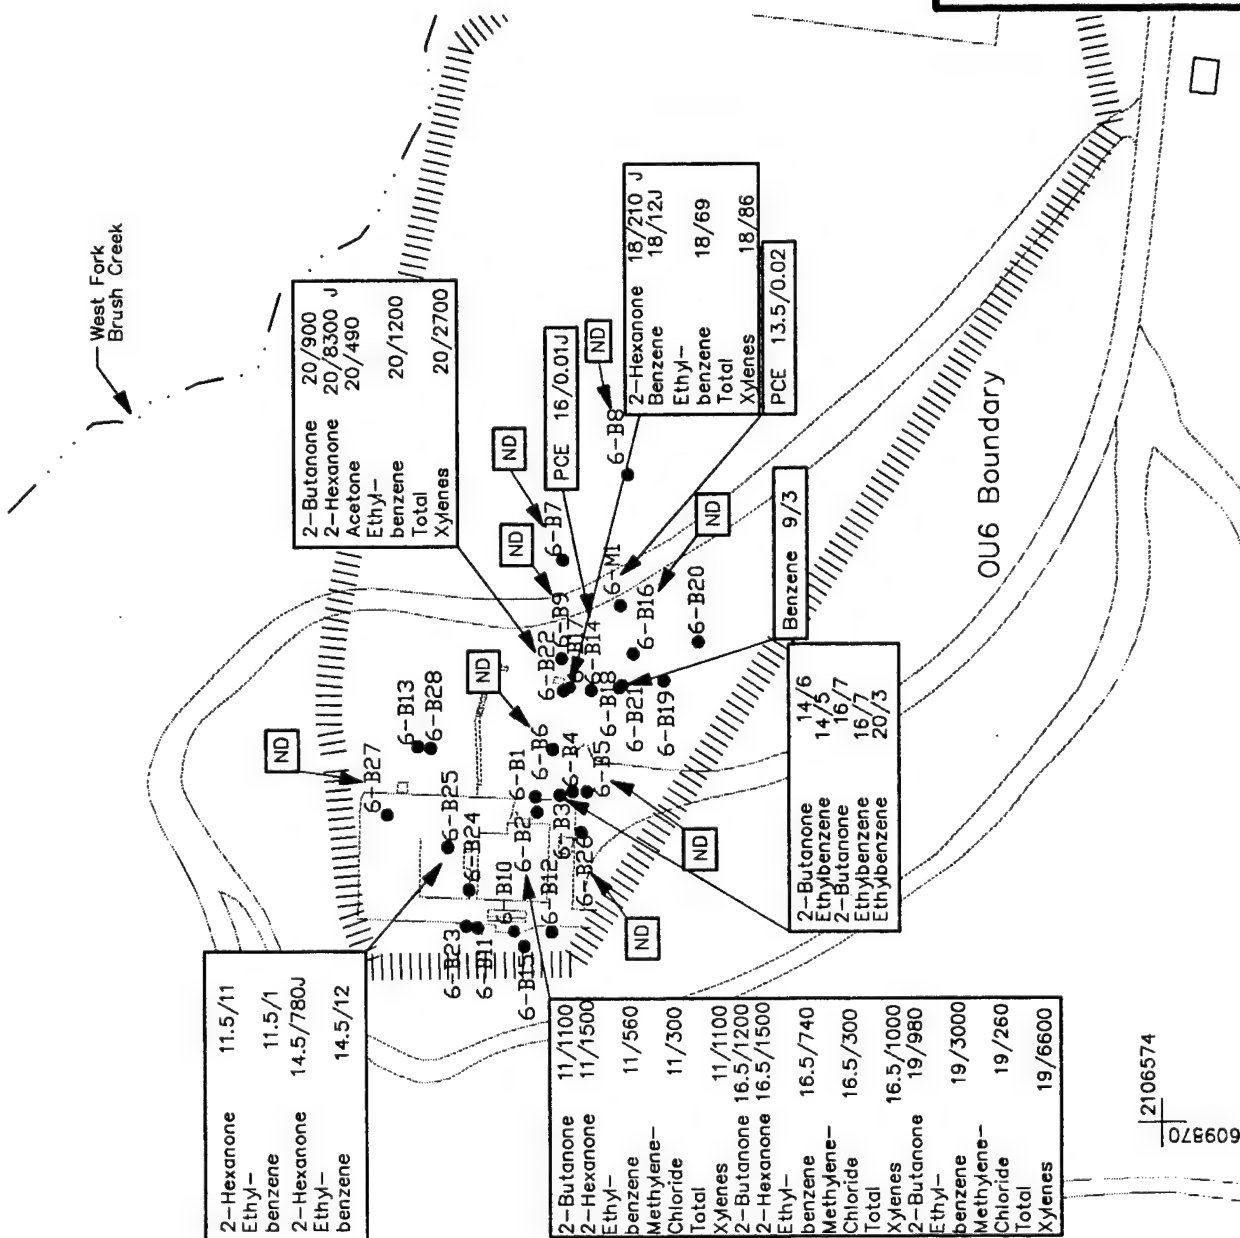 West Fork
Brush Creek
2-Butanone 20/900
2-Hexanone 20/8300 J
Acetone 20/490
Ethyl-
benzene 20/1200
Total
Xylenes 20/2700
PCE 16/0.01J
ND
2-Hexanone 18/210 J
Benzene 18/12J
Ethyl-
benzene 18/69
Total
Xylenes 18/86
PCE 13.5/0.02
ND
ND
ND
ND
ND
ND
ND
Benzene 9/3
OU6 Boundary
6-B8
6-B7
6-B9
6-M1
6-B16
6-B20
6-B22
6-B14
6-B18
6-B21
6-B19
6-B13
6-B28
6-B27
6-B25
6-B24
6-B1
6-B6
6-B4
6-B5
6-B3
6-B2
6-B26
6-B10
6-B12
6-B23
6-B11
6-B15
2-Butanone 14/6
Ethylbenzene 14/5
2-Butanone 16/7
Ethylbenzene 16/7
Ethylbenzene 20/3
2-Hexanone 11.5/11
Ethyl-
benzene 11.5/1
2-Hexanone 14.5/780J
Ethyl-
benzene 14.5/12
2-Butanone 11/1100
2-Hexanone 11/1500
Ethyl-
benzene 11/560
Methylene-
Chloride 11/300
Total
Xylenes 11/1100
2-Butanone 16.5/1200
2-Hexanone 16.5/1500
Ethyl-
benzene 16.5/740
Methylene-
Chloride 16.5/300
Total
Xylenes 16.5/1000
2-Butanone 19/980
Ethyl-
benzene 19/3000
Methylene-
Chloride 19/260
Total
Xylenes 19/6600
2106574
609870